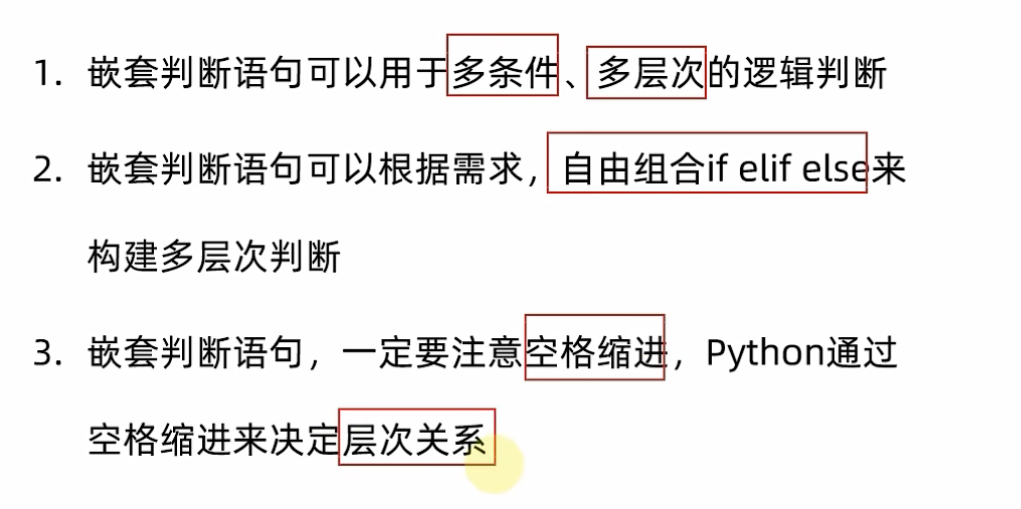 1. 嵌套判断语句可以用于多条件、多层次的逻辑判断
2. 嵌套判断语句可以根据需求，自由组合if elif else来
构建多层次判断
3. 嵌套判断语句，一定要注意空格缩进，Python通过
空格缩进来决定层次关系